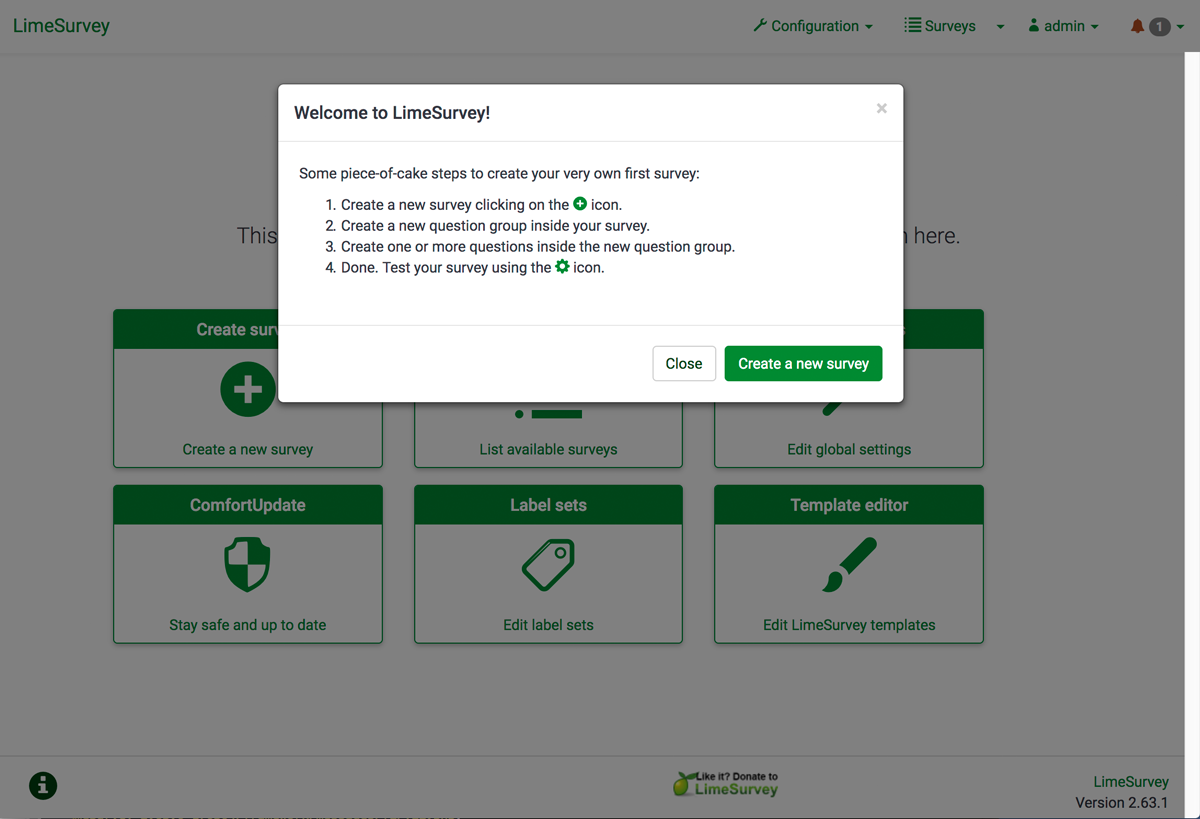 LimeSurvey
Configuration
Surveys
admin
1
Welcome to LimeSurvey!
×
Some piece-of-cake steps to create your very own first survey:
1. Create a new survey clicking on the icon.
2. Create a new question group inside your survey.
3. Create one or more questions inside the new question group.
4. Done. Test your survey using the icon.
Close
Create a new survey
This
here.
Create
Create a new survey
List available surveys
Edit global settings
ComfortUpdate
Label sets
Template editor
Stay safe and up to date
Edit label sets
Edit LimeSurvey templates
Like it? Donate to
LimeSurvey
LimeSurvey
Version 2.63.1